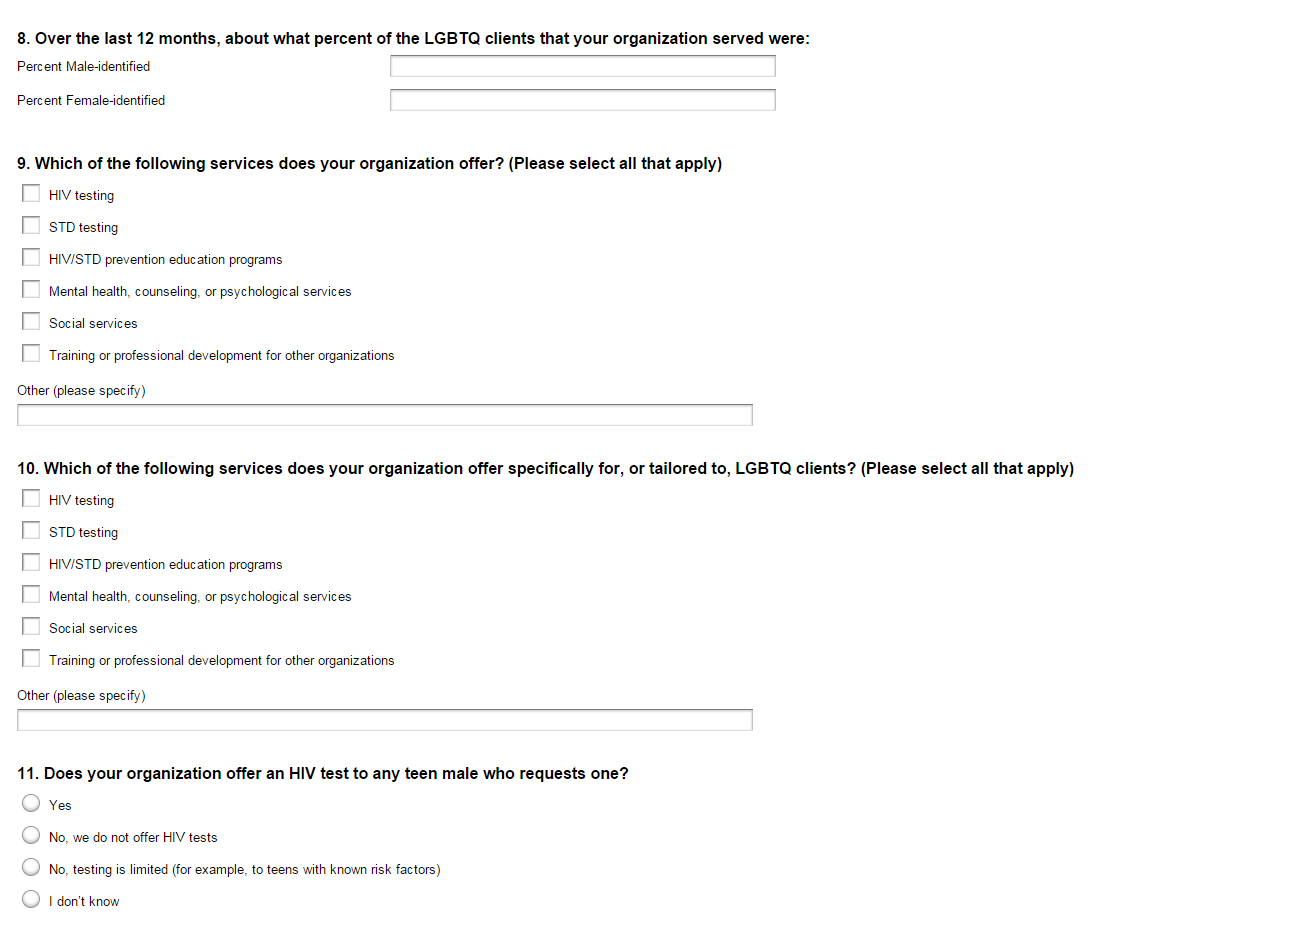 8. Over the last 12 months, about what percent of the LGBTQ clients that your organization served were:
Percent Male-identified
Percent Female-identified
9. Which of the following services does your organization offer? (Please select all that apply)
HIV testing
STD testing
HIV/STD prevention education programs
Mental health, counseling, or psychological services
Social services
Training or professional development for other organizations
Other (please specify)
10. Which of the following services does your organization offer specifically for, or tailored to, LGBTQ clients? (Please select all that apply)
HIV testing
STD testing
HIV/STD prevention education programs
Mental health, counseling, or psychological services
Social services
Training or professional development for other organizations
Other (please specify)
11. Does your organization offer an HIV test to any teen male who requests one?
Yes
No, we do not offer HIV tests
No, testing is limited (for example, to teens with known risk factors)
I don't know